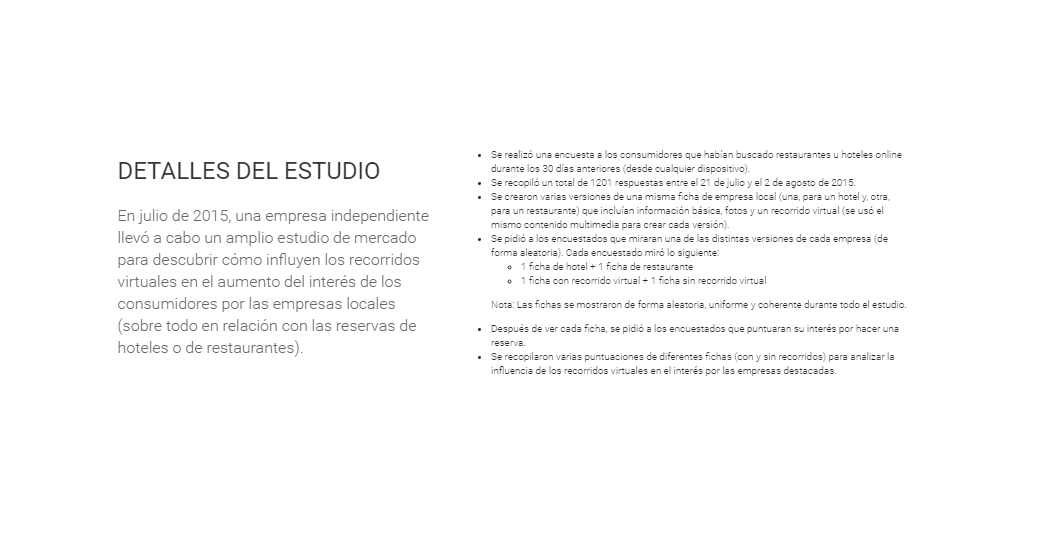 DETALLES DEL ESTUDIO
En julio de 2015, una empresa independiente
llevó a cabo un amplio estudio de mercado
para descubrir cómo influyen los recorridos
virtuales en el aumento del interés de los
consumidores por las empresas locales
(sobre todo en relación con las reservas de
hoteles o de restaurantes).
• Se realizó una encuesta a los consumidores que habían buscado restaurantes u hoteles online
durante los 30 días anteriores (desde cualquier dispositivo).
• Se recopiló un total de 1201 respuestas entre el 21 de julio y el 2 de agosto de 2015.
• Se crearon varias versiones de una misma ficha de empresa local (una, para un hotel y, otra,
para un restaurante) que incluían información básica, fotos y un recorrido virtual (se usó el
mismo contenido multimedia para crear cada versión).
• Se pidió a los encuestados que miraran una de las distintas versiones de cada empresa (de
forma aleatoria). Cada encuestado miró lo siguiente:
◦ 1 ficha de hotel + 1 ficha de restaurante
◦ 1 ficha con recorrido virtual + 1 ficha sin recorrido virtual
Nota: Las fichas se mostraron de forma aleatoria, uniforme y coherente durante todo el estudio.
• Después de ver cada ficha, se pidió a los encuestados que puntuaran su interés por hacer una
reserva.
• Se recopilaron varias puntuaciones de diferentes fichas (con y sin recorridos) para analizar la
influencia de los recorridos virtuales en el interés por las empresas destacadas.